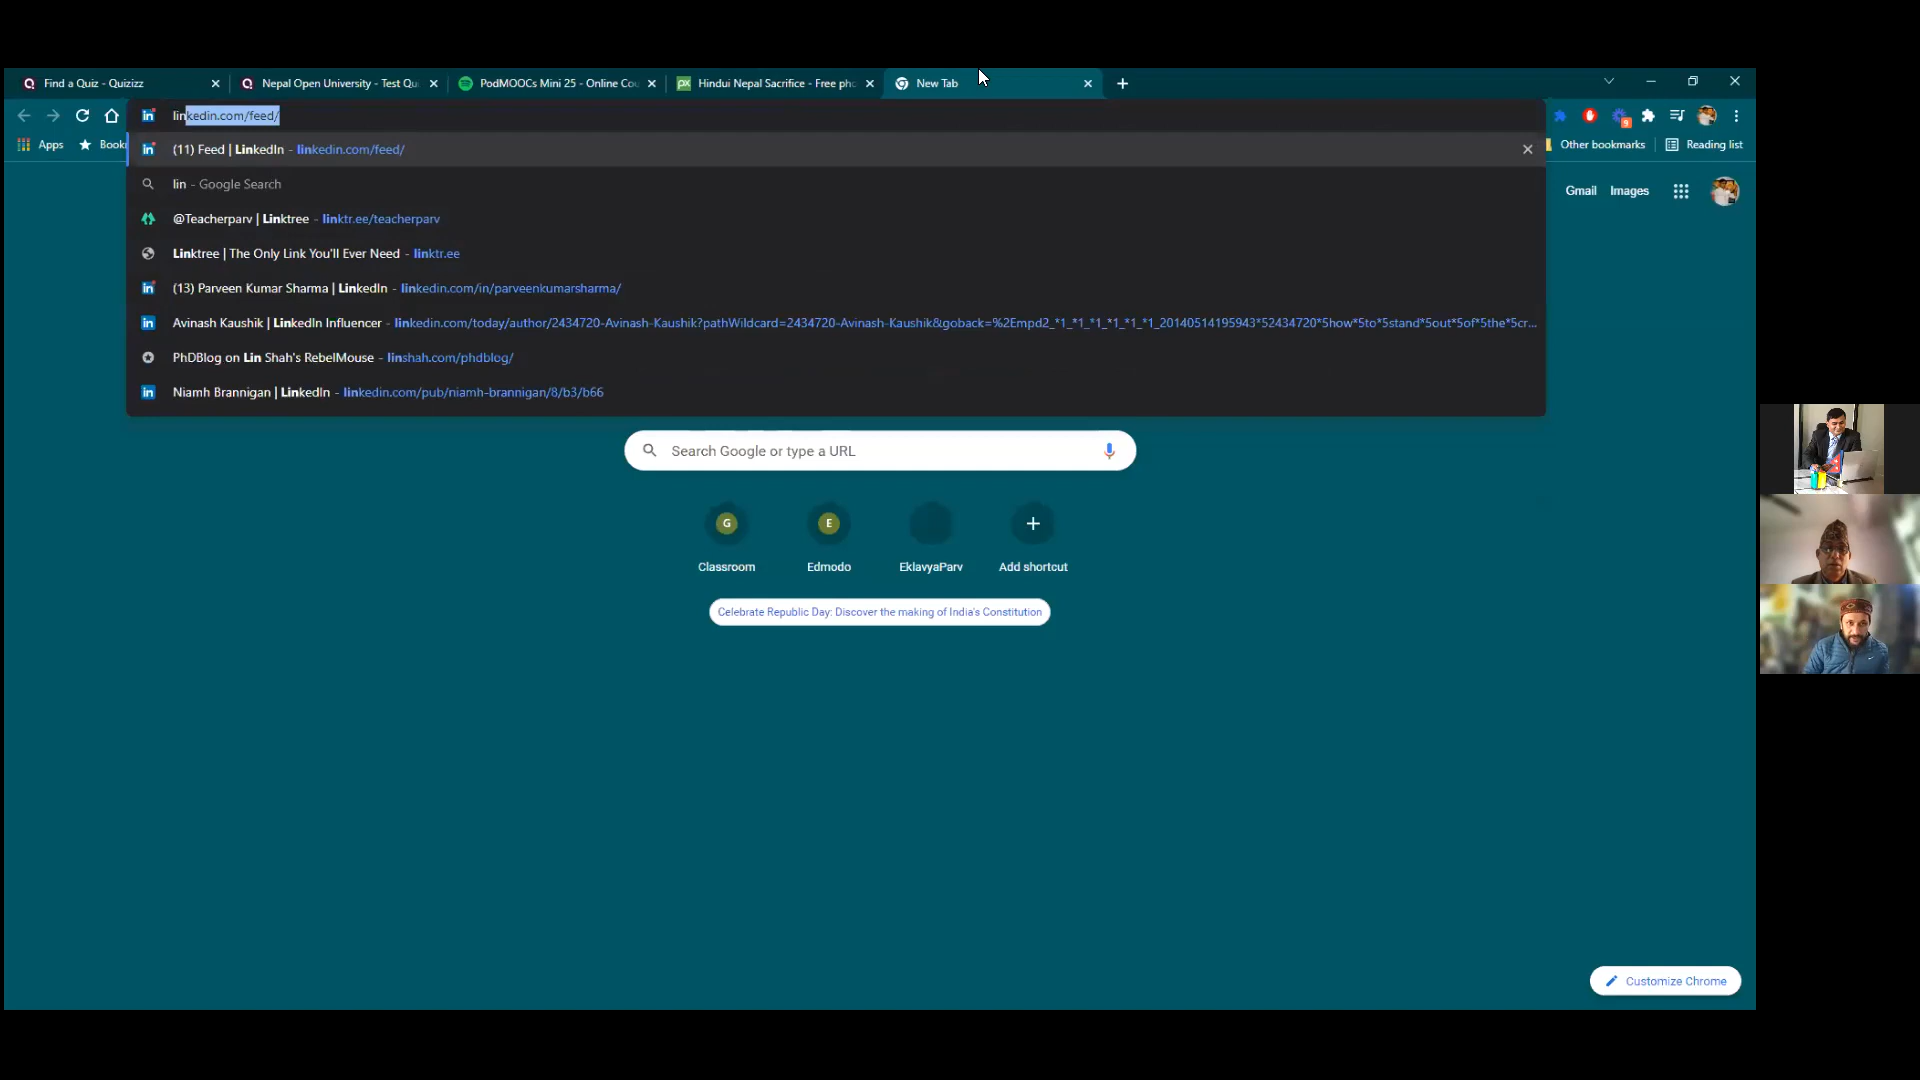 Find a Quiz - Quizizz
Nepal Open University - Test Qu
PodMOOCs Mini 25 - Online Cou
Hindui Nepal Sacrifice - Free pho
New Tab
linkedin.com/feed/
9
Apps
Book
Other bookmarks
Reading list
(11) Feed | LinkedIn - linkedin.com/feed/
lin - Google Search
@Teacherparv | Linktree - linktr.ee/teacherparv
Linktree | The Only Link You'll Ever Need - linktr.ee
(13) Parveen Kumar Sharma | LinkedIn - linkedin.com/in/parveenkumarsharma/
Avinash Kaushik | LinkedIn Influencer - linkedin.com/today/author/2434720-Avinash-Kaushik?pathWildcard=2434720-Avinash-Kaushik&goback=%2Empd2_*1_*1_*1_*1_*1_*1_20140514195943*52434720*5how*5to*5stand*5out*5of*5the*5cr...
PhDBlog on Lin Shah's RebelMouse - linshah.com/phdblog/
Niamh Brannigan | LinkedIn - linkedin.com/pub/niamh-brannigan/8/b3/b66
Gmail
Images
Search Google or type a URL
G
E
Classroom
Edmodo
EklavyaParv
Add shortcut
Celebrate Republic Day: Discover the making of India's Constitution
Customize Chrome